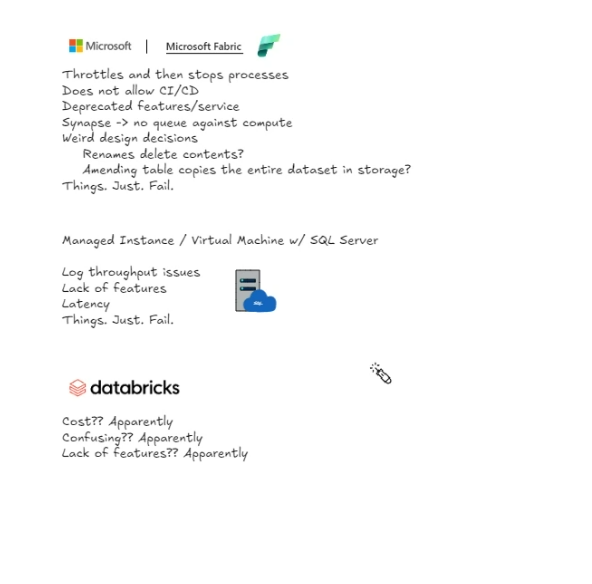 Microsoft | Microsoft Fabric
Throttles and then stops processes
Does not allow CI/CD
Deprecated features/service
Synapse -> no queue against compute
Weird design decisions
Renames delete contents?
Amending table copies the entire dataset in storage?
Things. Just. Fail.
Managed Instance / Virtual Machine w/ SQL Server
Log throughput issues
Lack of features
Latency
Things. Just. Fail.
SQL
databricks
Cost?? Apparently
Confusing?? Apparently
Lack of features?? Apparently